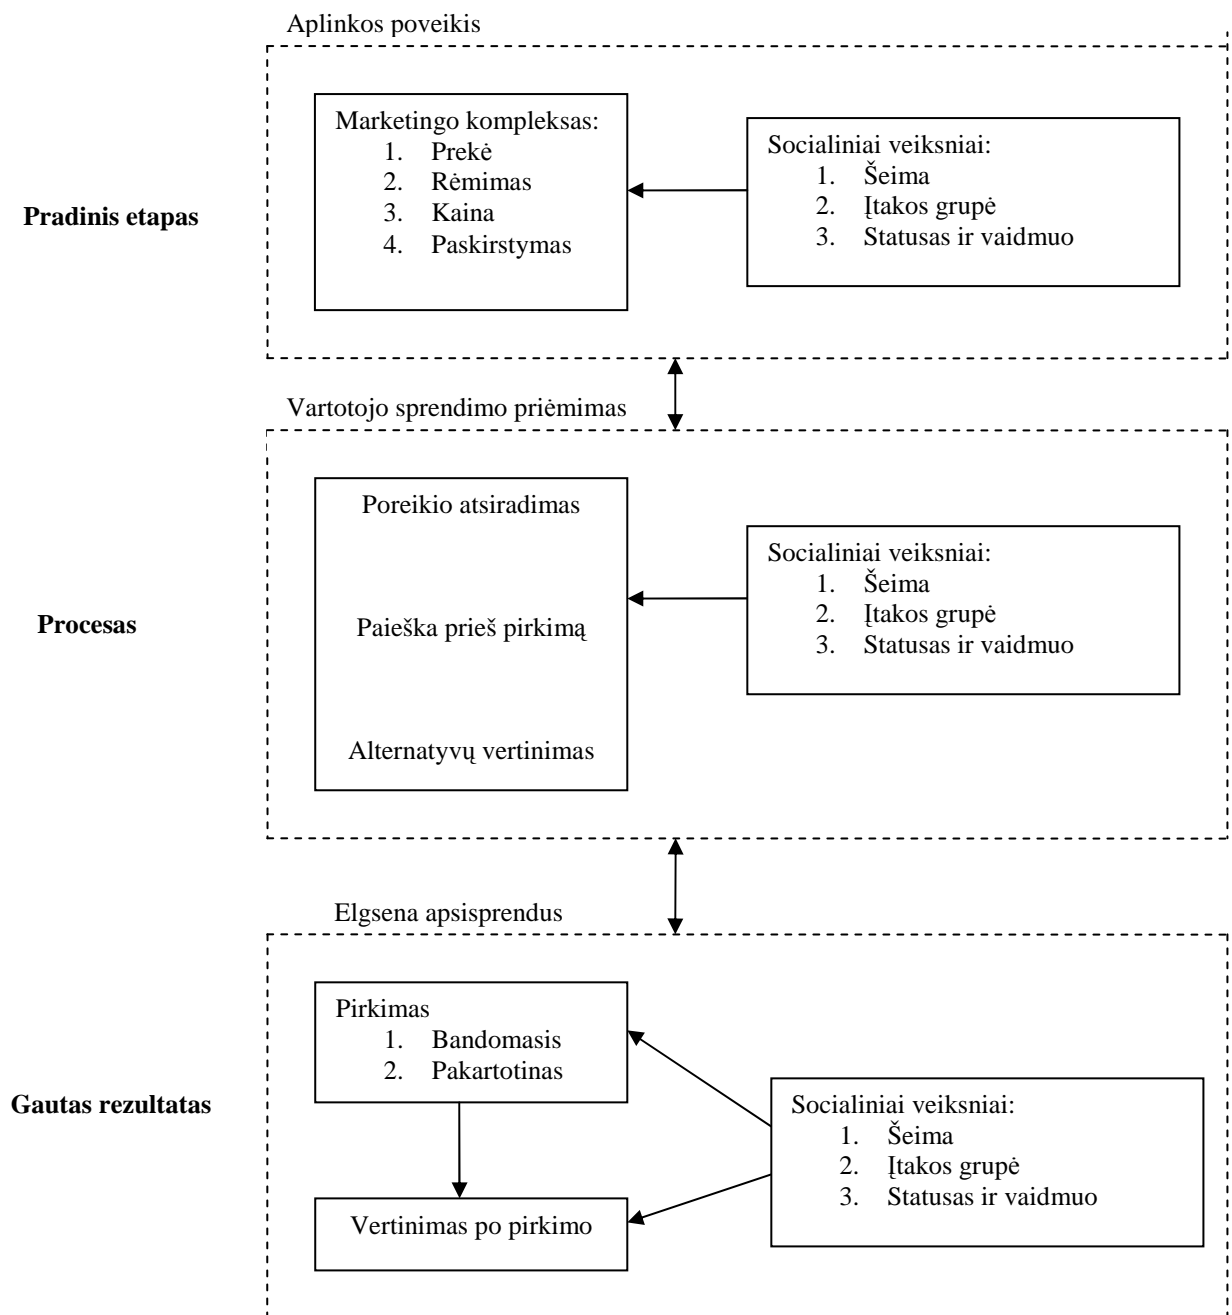 Aplinkos poveikis
Pradinis etapas
Marketingo kompleksas:
1. Prekė
2. Rėmimas
3. Kaina
4. Paskirstymas
Socialiniai veiksniai:
1. Šeima
2. Įtakos grupė
3. Statusas ir vaidmuo
Vartotojo sprendimo priėmimas
Procesas
Poreikio atsiradimas
Paieška prieš pirkimą
Alternatyvų vertinimas
Socialiniai veiksniai:
1. Šeima
2. Įtakos grupė
3. Statusas ir vaidmuo
Elgsena apsisprendus
Gautas rezultatas
Pirkimas
1. Bandomasis
2. Pakartotinas
Vertinimas po pirkimo
Socialiniai veiksniai:
1. Šeima
2. Įtakos grupė
3. Statusas ir vaidmuo